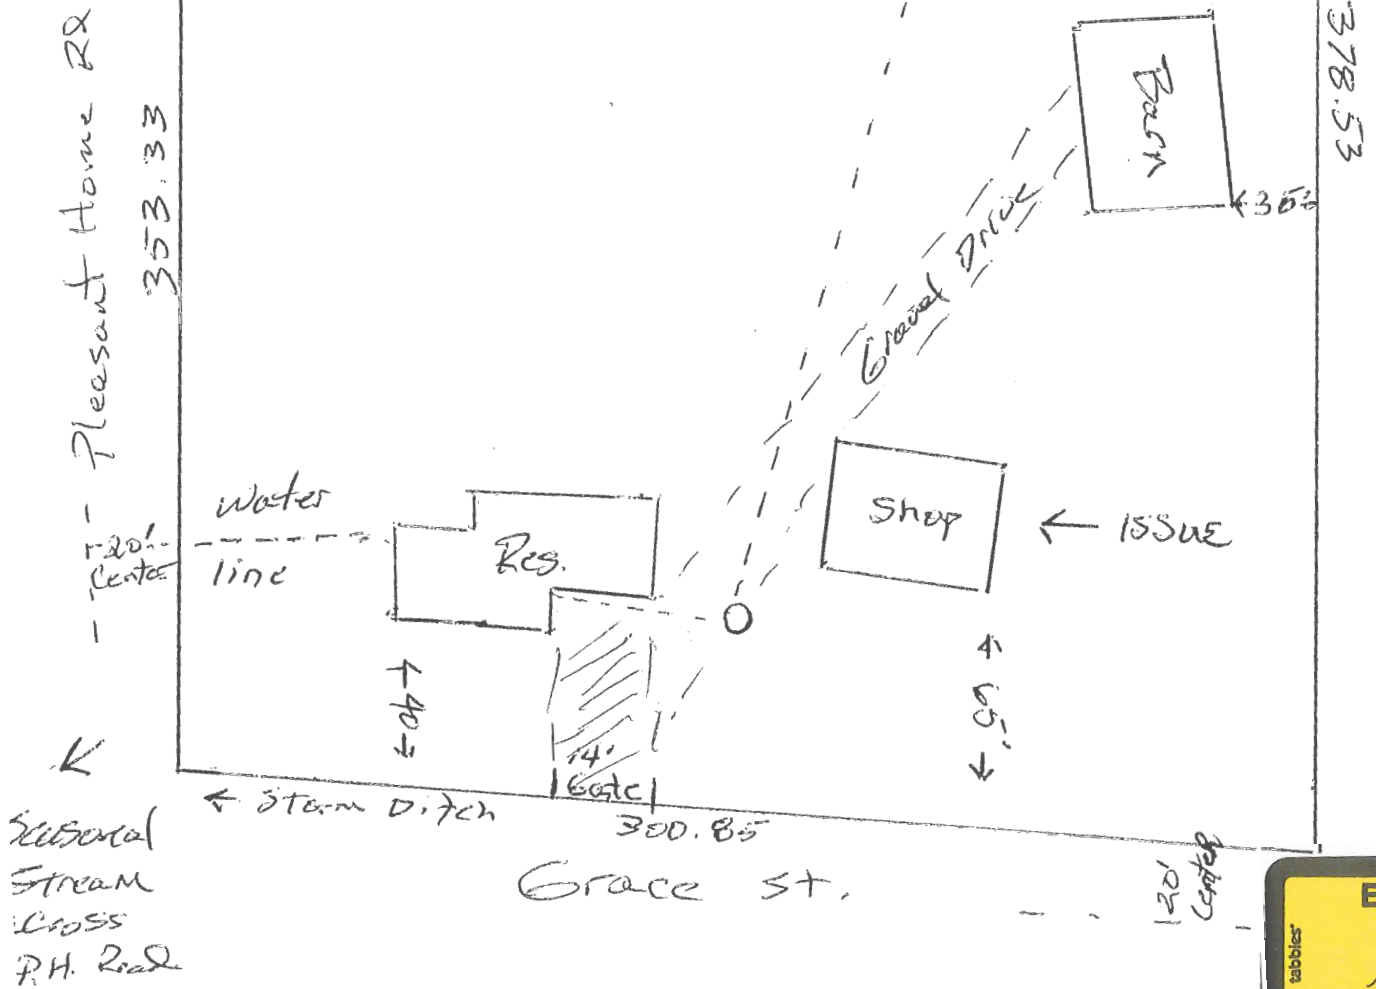 Pleasant Home Rd
353.33
378.53
Barn
Gravel Drive
Water
line
20'
Center
Res.
Shop
← ISSUE
40
65'
14'
Gate
← Storm Ditch
300.85
Grace st.
20'
Center
Seasonal
Stream
Cross
P.H. Road
E
tabbies